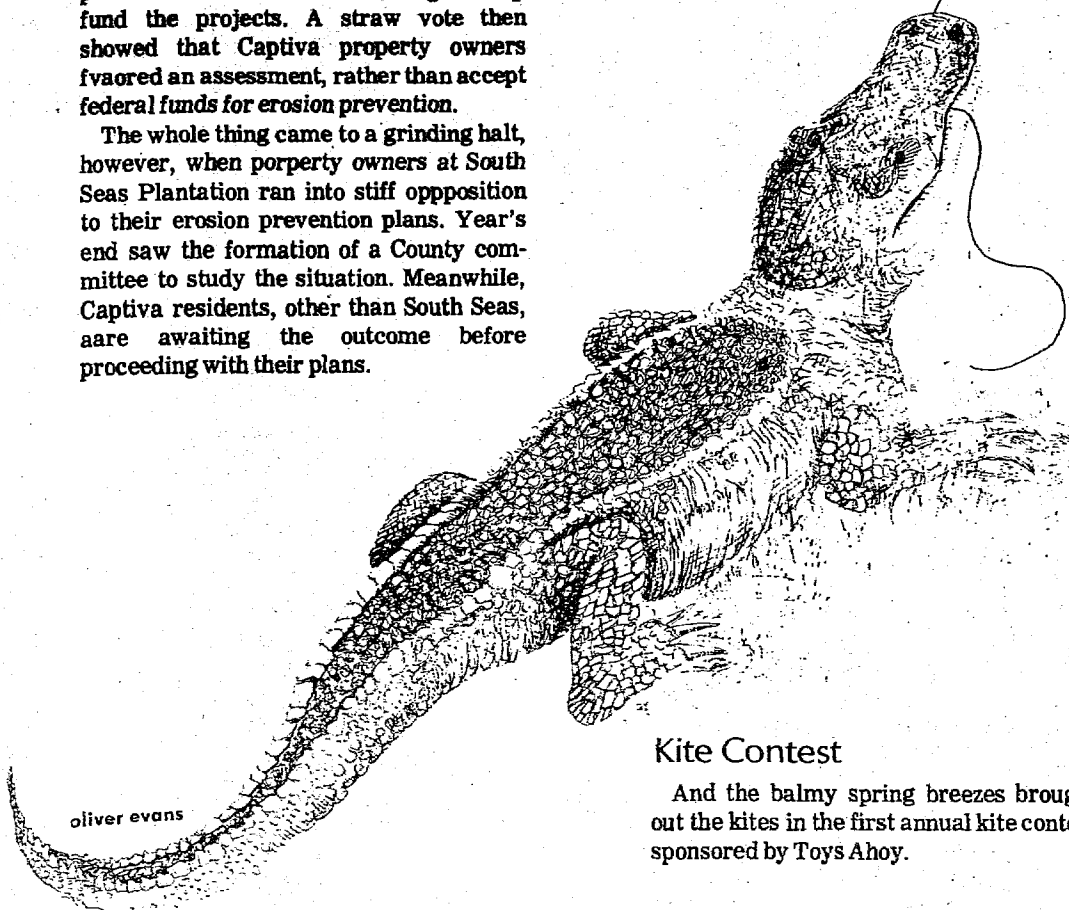 fund the projects. A straw vote then
showed that Captiva property owners
fvaored an assessment, rather than accept
federal funds for erosion prevention.
The whole thing came to a grinding halt,
however, when porperty owners at South
Seas Plantation ran into stiff oppposition
to their erosion prevention plans. Year's
end saw the formation of a County com-
mittee to study the situation. Meanwhile,
Captiva residents, other than South Seas,
aare awaiting the outcome before
proceeding with their plans.
oliver evans
Kite Contest
And the balmy spring breezes broug
out the kites in the first annual kite conte
sponsored by Toys Ahoy.